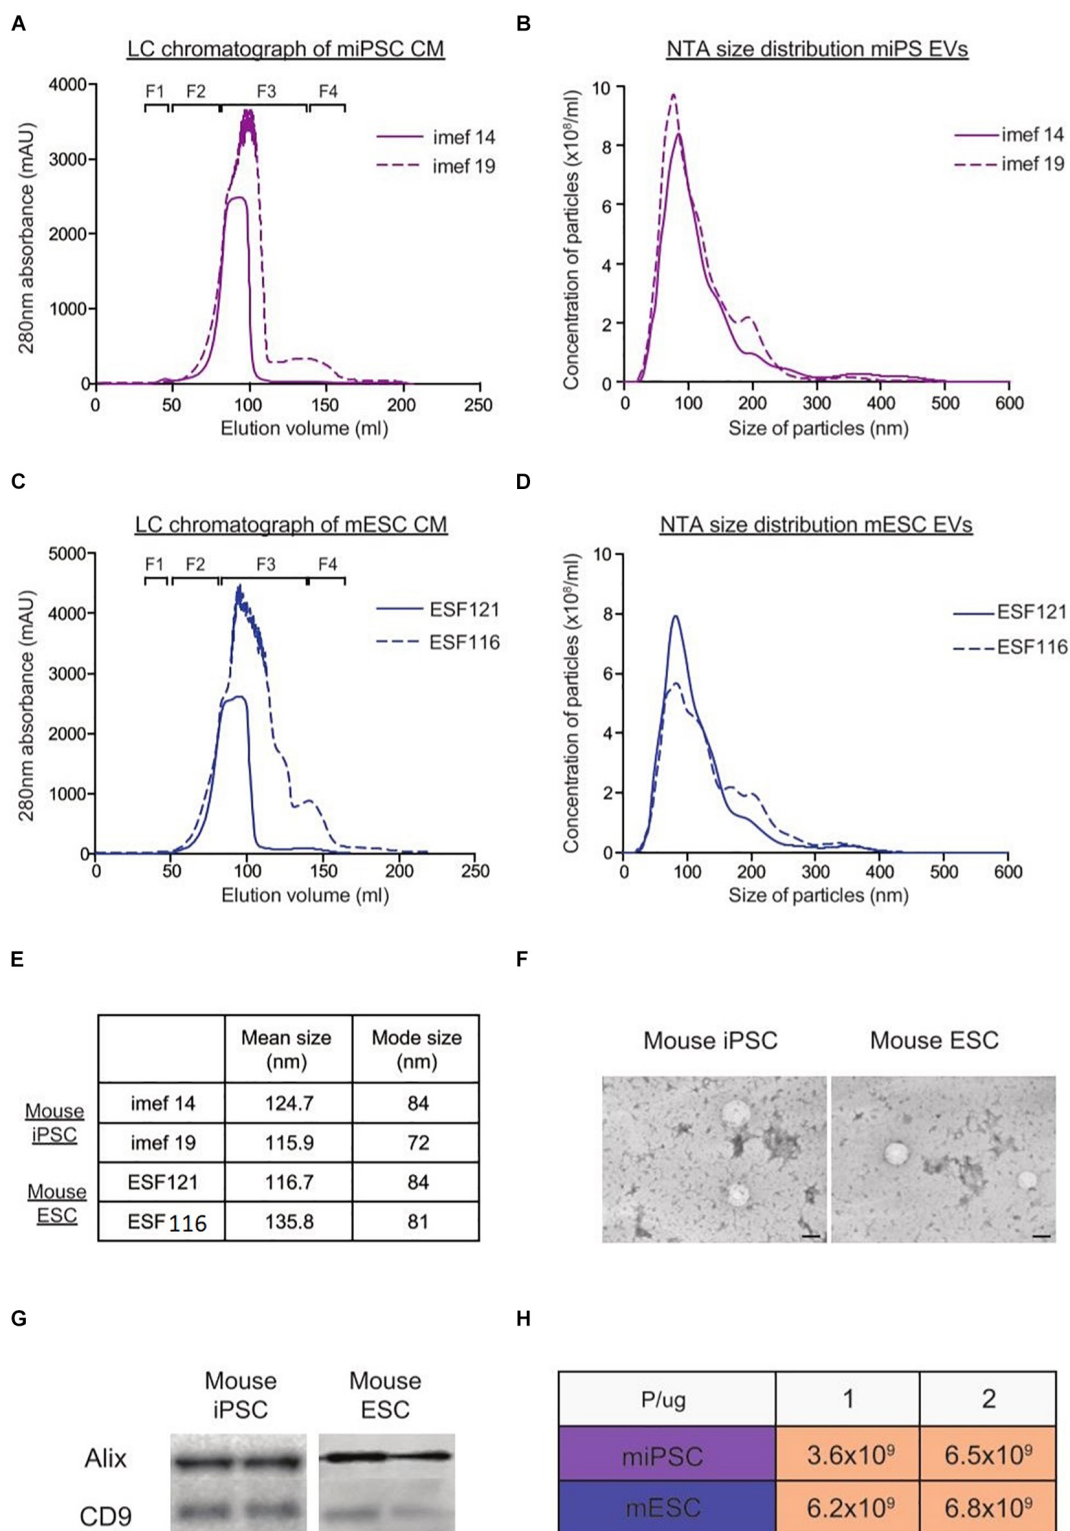 A
LC chromatograph of miPSC CM
4000
3000
2000
1000
0
280nm absorbance (mAU)
F1 F2 F3 F4
imef 14
imef 19
0 50 100 150 200 250
Elution volume (ml)
B
NTA size distribution miPS EVs
10
8
6
4
2
0
Concentration of particles (x10⁸/ml)
imef 14
imef 19
0 100 200 300 400 500 600
Size of particles (nm)
C
LC chromatograph of mESC CM
5000
4000
3000
2000
1000
0
280nm absorbance (mAU)
F1 F2 F3 F4
ESF121
ESF116
0 50 100 150 200 250
Elution volume (ml)
D
NTA size distribution mESC EVs
10
8
6
4
2
0
Concentration of particles (x10⁸/ml)
ESF121
ESF116
0 100 200 300 400 500 600
Size of particles (nm)
E
Mean size (nm) Mode size (nm)
Mouse iPSC
imef 14 124.7 84
imef 19 115.9 72
Mouse ESC
ESF121 116.7 84
ESF116 135.8 81
F
Mouse iPSC Mouse ESC
G
Mouse iPSC Mouse ESC
Alix
CD9
H
P/ug 1 2
miPSC 3.6x10⁹ 6.5x10⁹
mESC 6.2x10⁹ 6.8x10⁹